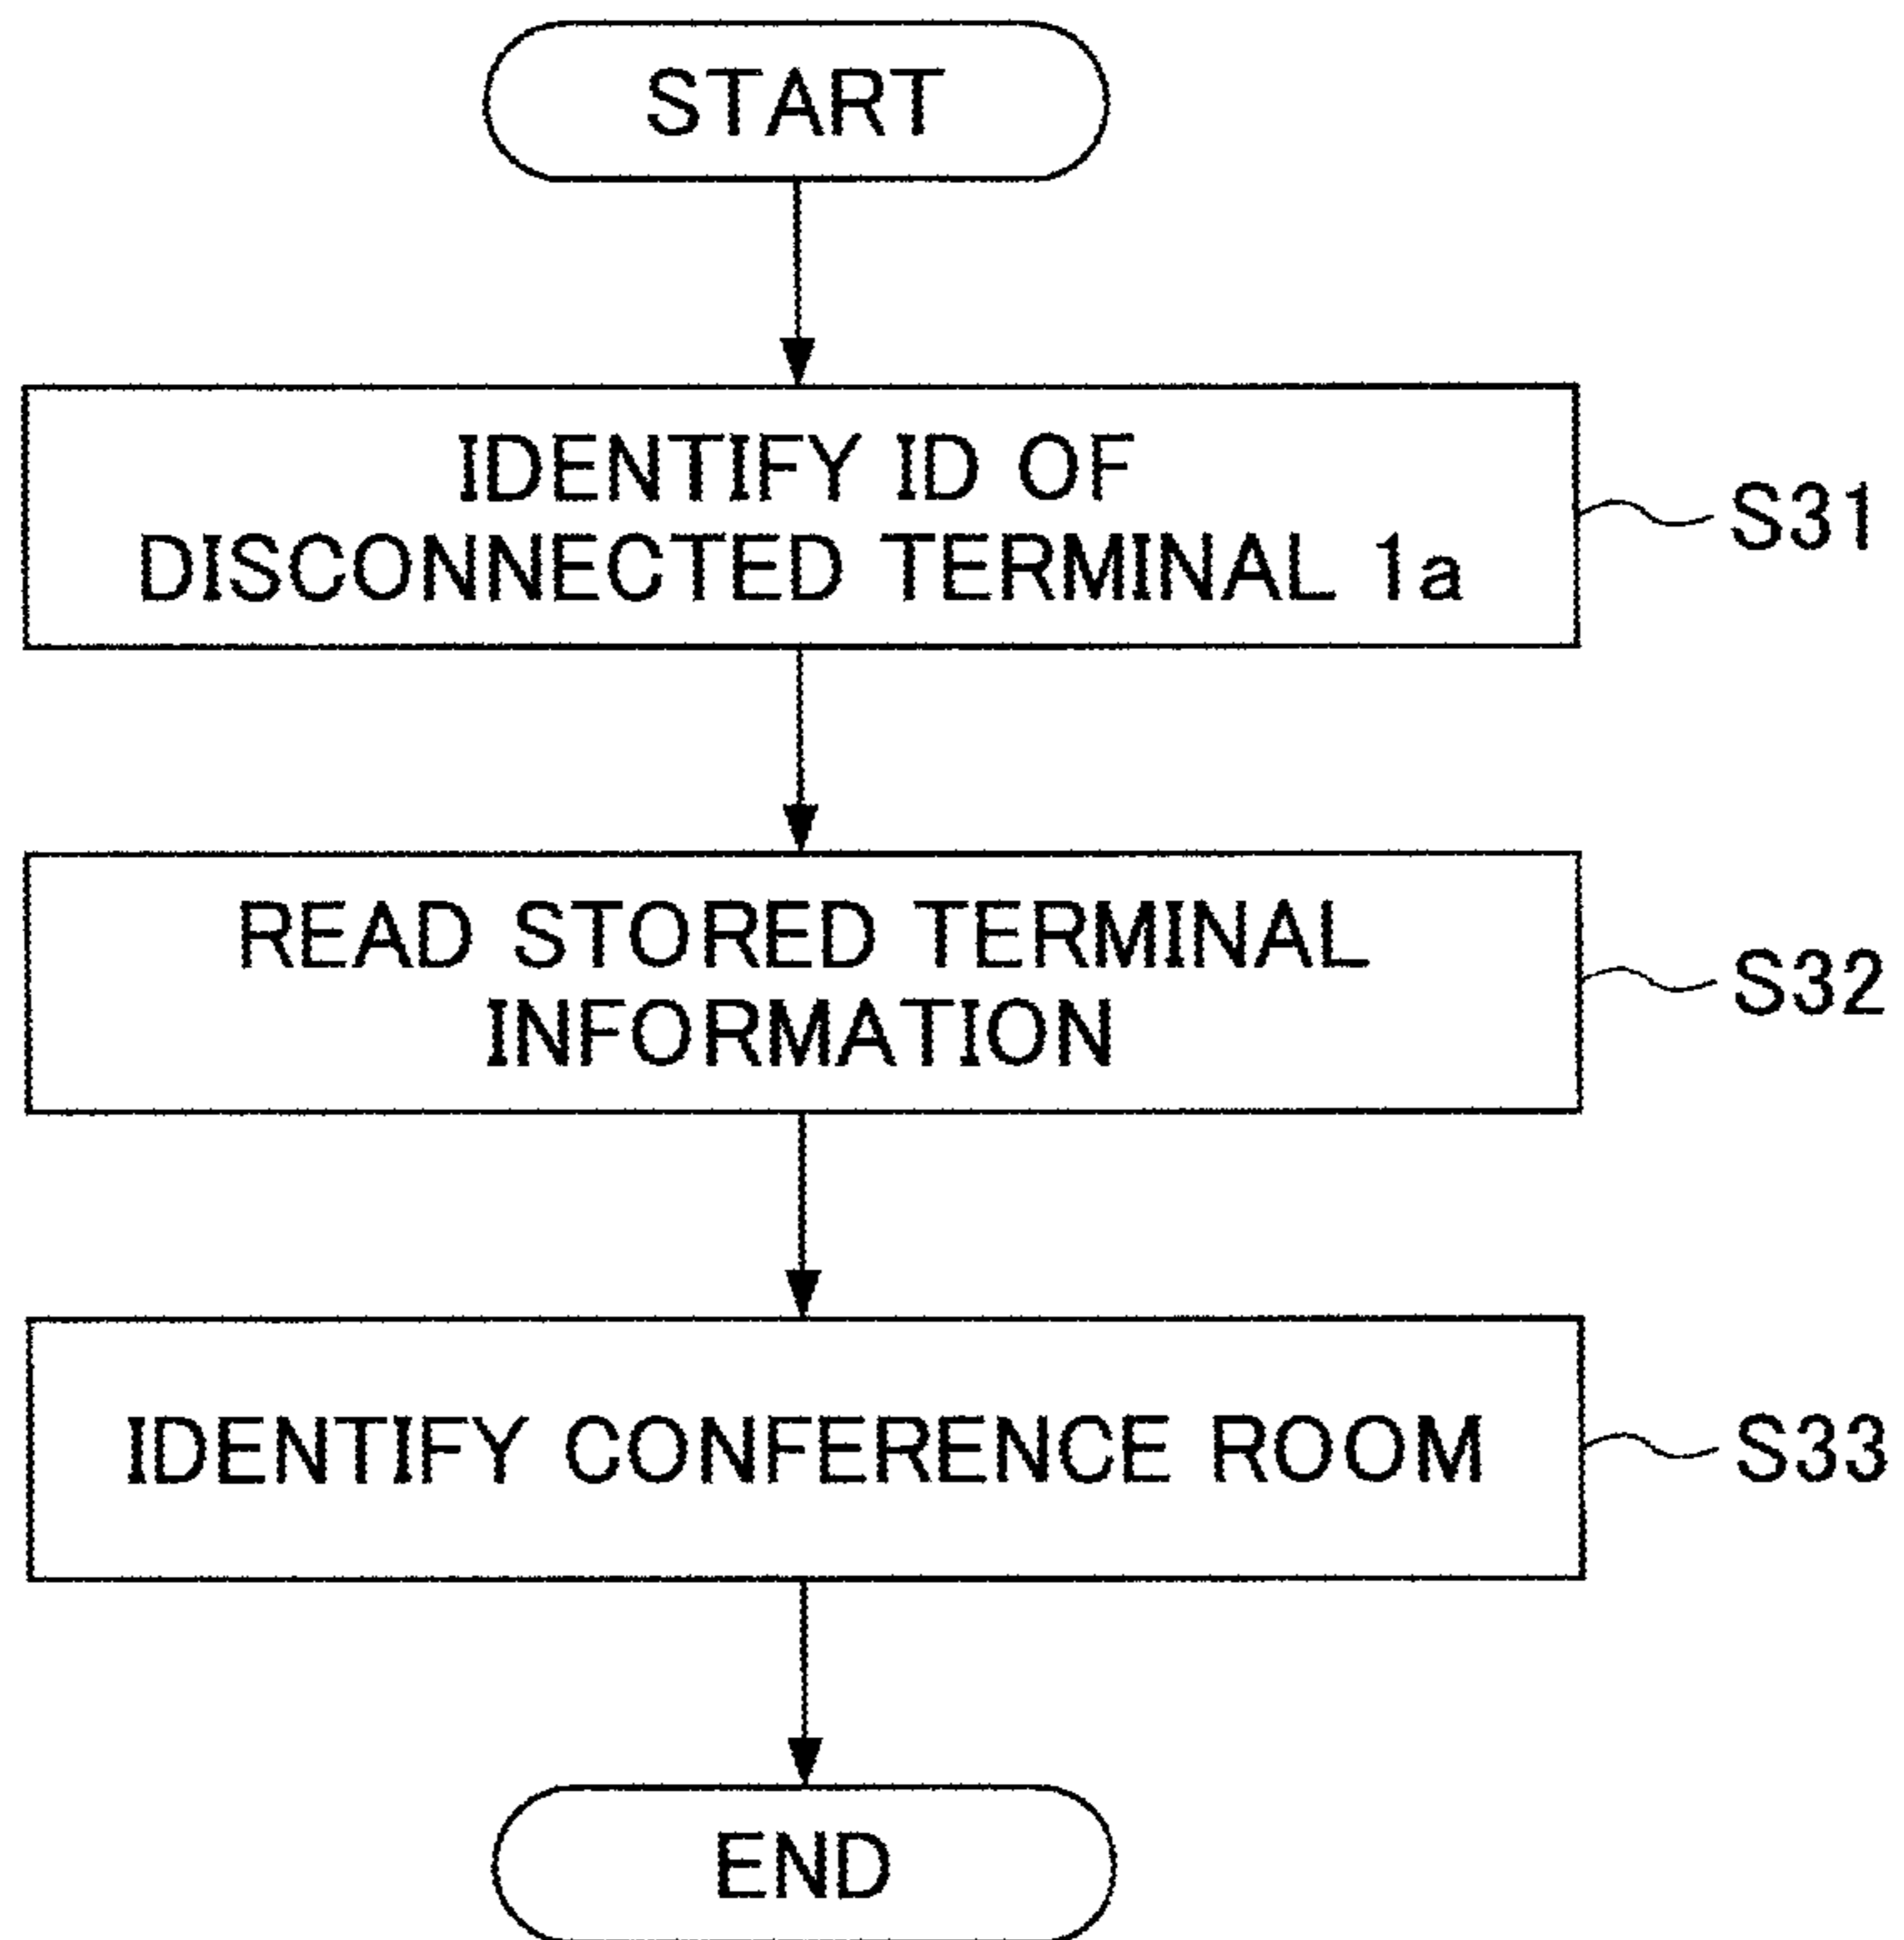 START
IDENTIFY ID OF
DISCONNECTED TERMINAL 1a
S31
READ STORED TERMINAL
INFORMATION
S32
IDENTIFY CONFERENCE ROOM
S33
END